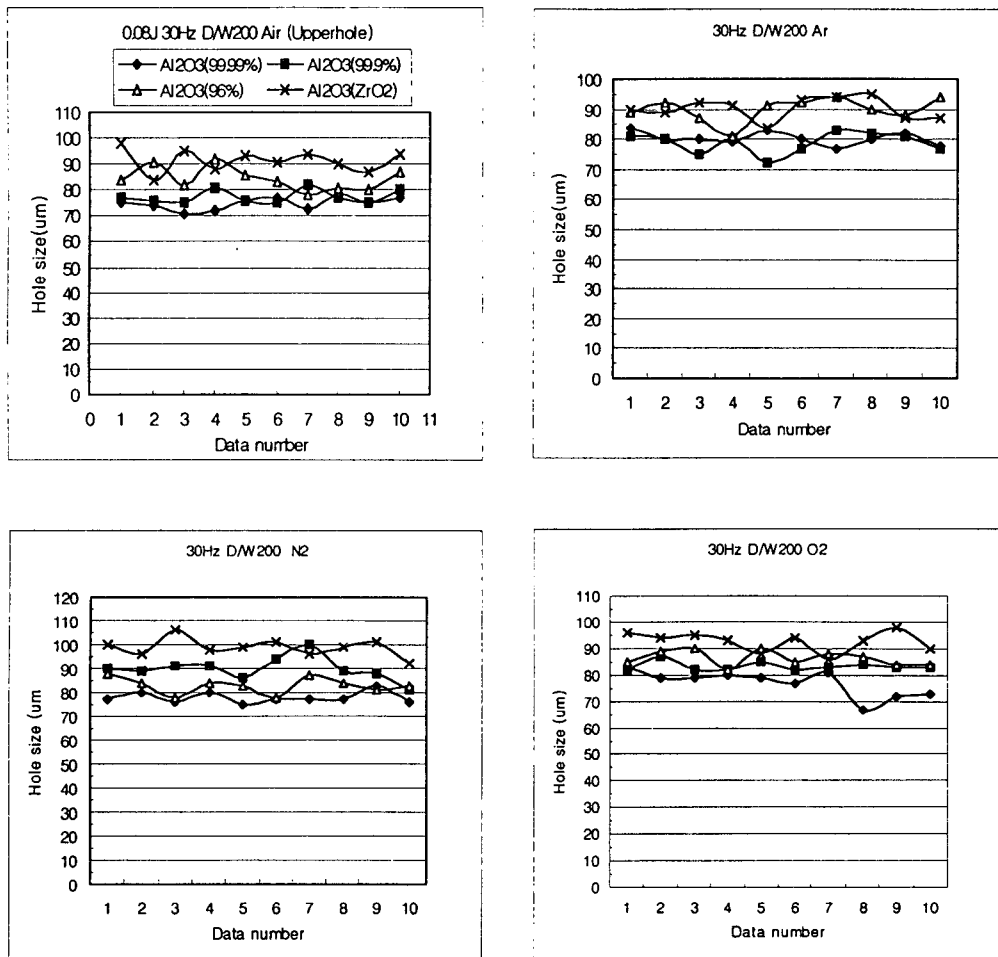 0.08J 30Hz D/W200 Air (Upperhole)
Al2O3(99.99%) Al2O3(99.9%)
Al2O3(96%) Al2O3(ZrO2)
110
100
90
80
70
60
50
40
30
20
10
0
Hole size(um)
0 1 2 3 4 5 6 7 8 9 10 11
Data number
30Hz D/W200 Ar
100
90
80
70
60
50
40
30
20
10
0
Hole size(um)
1 2 3 4 5 6 7 8 9 10
Data number
30Hz D/W200 N2
120
110
100
90
80
70
60
50
40
30
20
10
0
Hole size (um
1 2 3 4 5 6 7 8 9 10
Data number
30Hz D/W200 O2
110
100
90
80
70
60
50
40
30
20
10
0
Hole size (um)
1 2 3 4 5 6 7 8 9 10
Data number